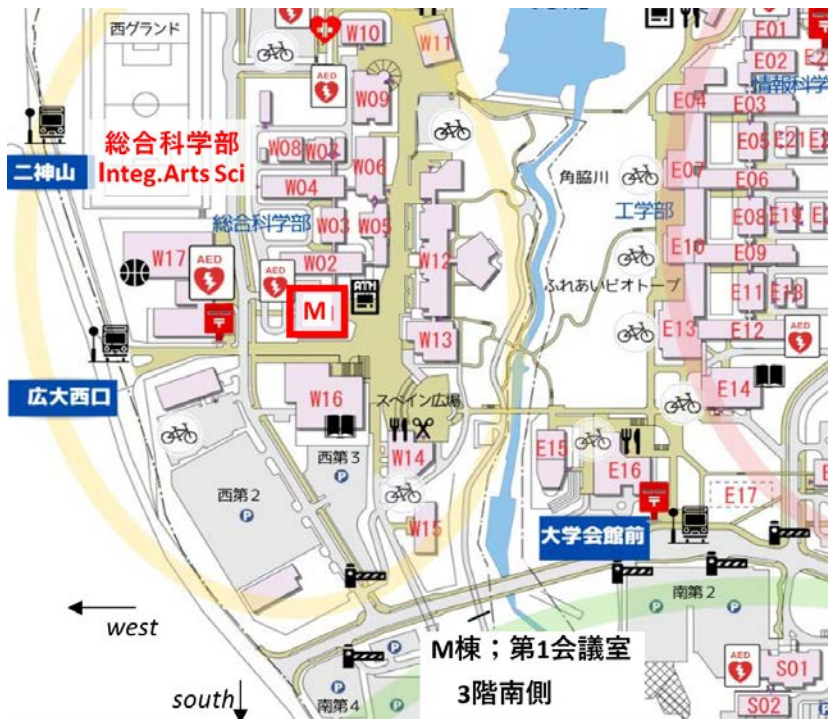 西グランド
W10
W11
E01
E02
情報科学
AED
W09
E04
E03
総合科学部
Integ.Arts Sci
二神山
W08
W07
W06
E05
E21
角脇川
E07
E06
W04
総合科学部
W03
W05
工学部
E08
E19
W17
AED
AED
W02
W12
E10
E09
ATM
ふれあいビオトープ
E11
E18
M
W13
E13
E12
AED
広大西口
W16
スペイン広場
E14
西第3
P
W14
E15
E16
西第2
P
W15
E17
大学会館前
南第2
P
P
P
west
M棟；第1会議室
3階南側
AED
S01
south
南第4
P
P
P
S02